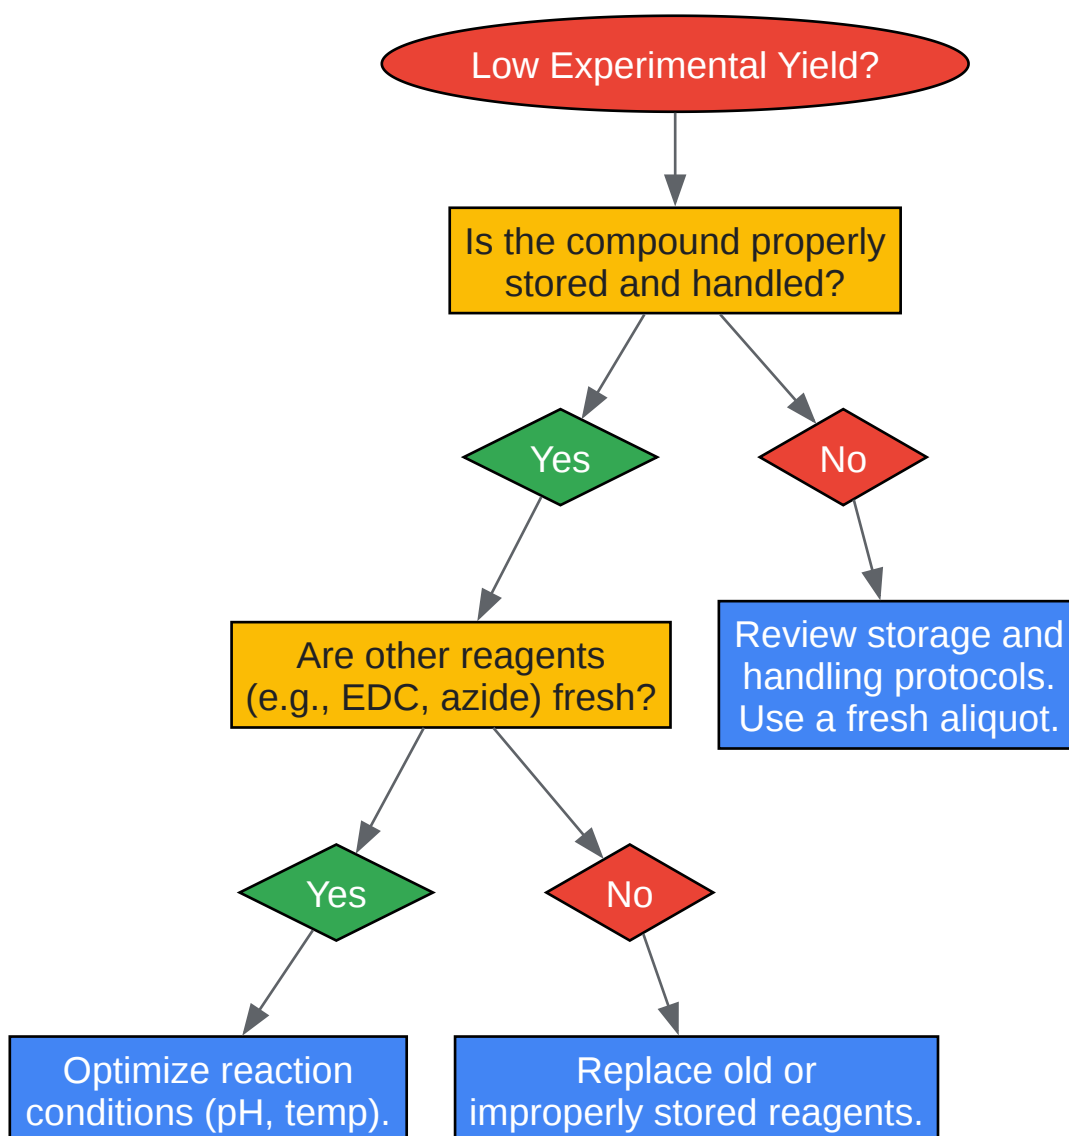 Low Experimental Yield?
Is the compound properly
stored and handled?
Yes
No
Are other reagents
(e.g., EDC, azide) fresh?
Review storage and
handling protocols.
Use a fresh aliquot.
Yes
No
Optimize reaction
conditions (pH, temp).
Replace old or
improperly stored reagents.